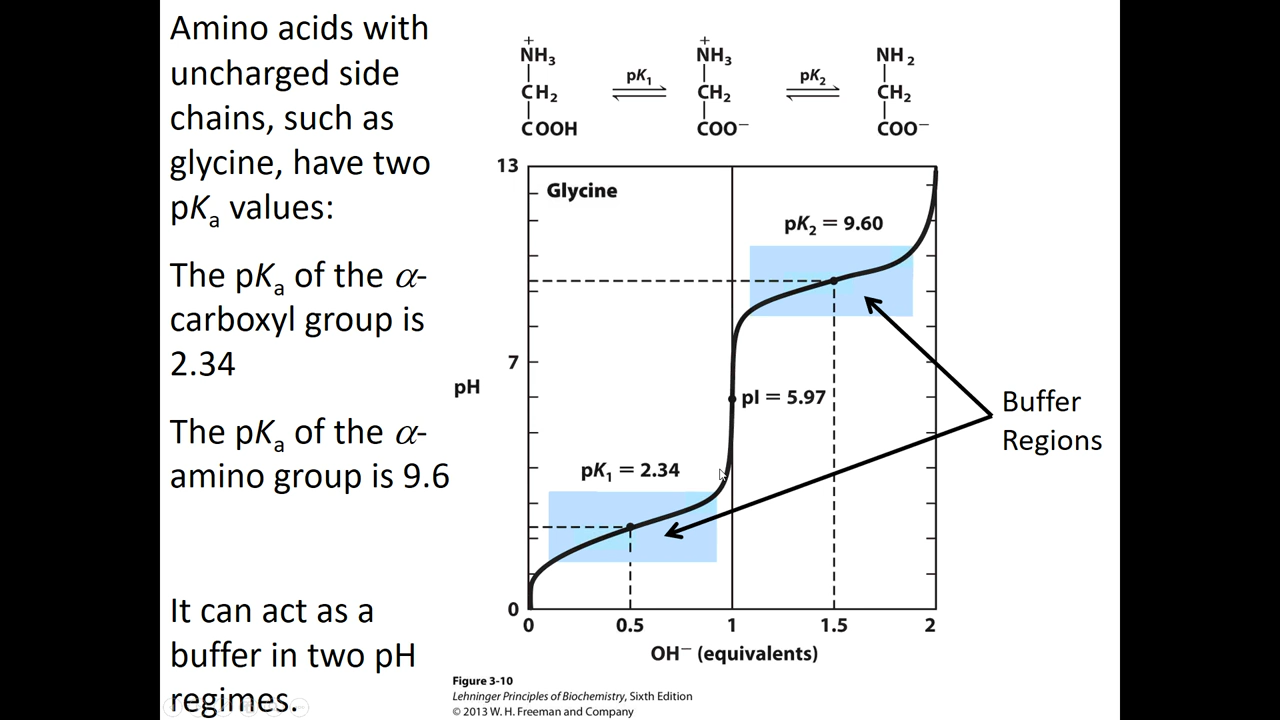 Amino acids with
uncharged side
chains, such as
glycine, have two
pKa values:
The pKa of the α-
carboxyl group is
2.34
The pKa of the α-
amino group is 9.6
It can act as a
buffer in two pH
regimes.
+ +
NH3 NH3 NH2
pK1 pK2
CH2 CH2 CH2
COOH COO− COO−
13
Glycine
pK2 = 9.60
7
pH
pI = 5.97
pK1 = 2.34
0
0 0.5 1 1.5 2
OH− (equivalents)
Buffer
Regions
Figure 3-10
Lehninger Principles of Biochemistry, Sixth Edition
© 2013 W. H. Freeman and Company